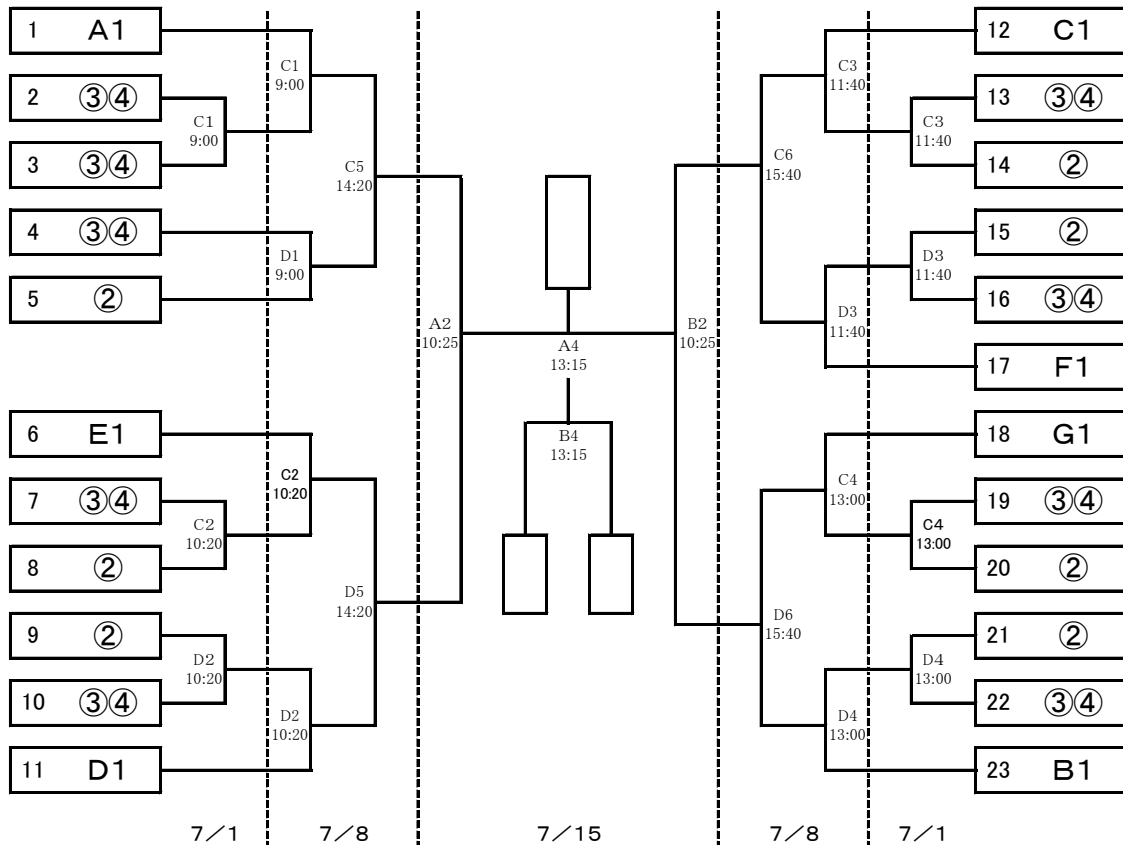 1 A1
2 ③④
3 ③④
4 ③④
5 ②
6 E1
7 ③④
8 ②
9 ②
10 ③④
11 D1
C1
9:00
C2
10:20
D2
10:20
C1
9:00
D1
9:00
C2
10:20
D2
10:20
C5
14:20
D5
14:20
A2
10:25
A4
13:15
B4
13:15
B2
10:25
C6
15:40
D6
15:40
C3
11:40
D3
11:40
C4
13:00
D4
13:00
C3
11:40
D3
11:40
C4
13:00
D4
13:00
12 C1
13 ③④
14 ②
15 ②
16 ③④
17 F1
18 G1
19 ③④
20 ②
21 ②
22 ③④
23 B1
7/1 7/8 7/15 7/8 7/1